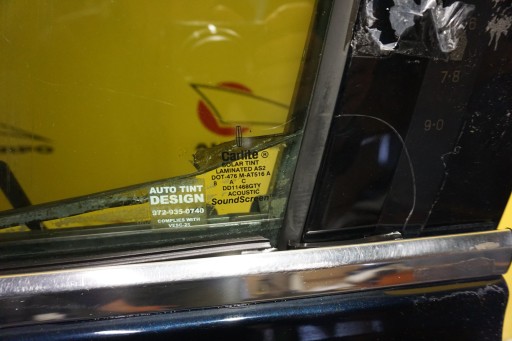 7·8
9·0
Carlite ®
SOLAR TINT
LAMINATED AS2
DOT-476 M-AT516 A
DD11468GTY
ACOUSTIC
SoundScreen
AUTO TINT
DESIGN
972-935-0740
COMPLIES WITH